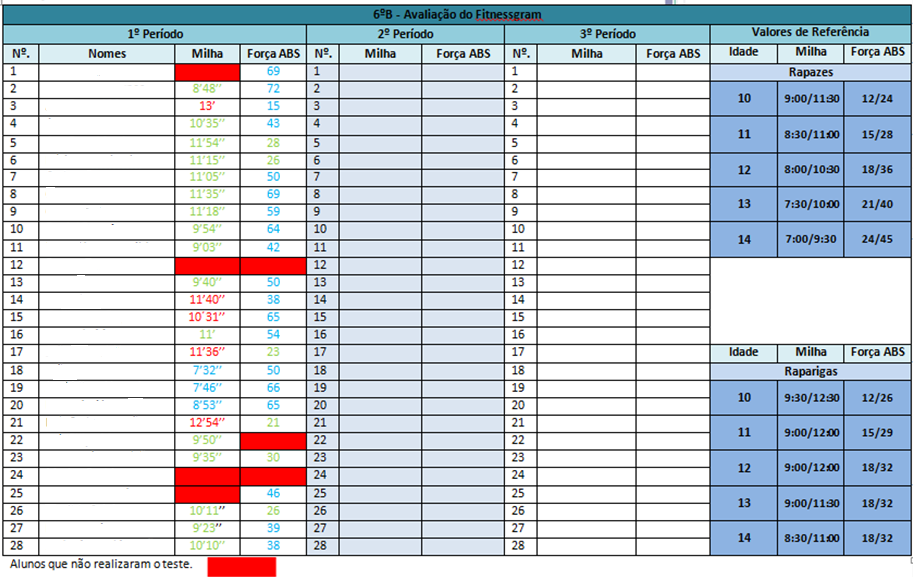 6ºB - Avaliação do Fitnessgram
1º Período 2º Período 3º Período Valores de Referência
Nº. Nomes Milha Força ABS Nº. Milha Força ABS Nº. Milha Força ABS Idade Milha Força ABS
1 69 1 1 Rapazes
2 8'48'' 72 2 2 10 9:00/11:30 12/24
3 13' 15 3 3
4 10'35'' 43 4 4 11 8:30/11:00 15/28
5 11'54'' 28 5 5
6 11'15'' 26 6 6 12 8:00/10:30 18/36
7 11'05'' 50 7 7
8 11'35'' 69 8 8 13 7:30/10:00 21/40
9 11'18'' 59 9 9
10 9'54'' 64 10 10 14 7:00/9:30 24/45
11 9'03'' 42 11 11
12 12 12
13 9'40'' 50 13 13
14 11'40'' 38 14 14
15 10´31'' 65 15 15
16 11' 54 16 16
17 11'36'' 23 17 17 Idade Milha Força ABS
18 7'32'' 50 18 18 Raparigas
19 7'46'' 66 19 19 10 9:30/12:30 12/26
20 8'53'' 65 20 20
21 12'54'' 21 21 21 11 9:00/12:00 15/29
22 9'50'' 22 22
23 9'35'' 30 23 23 12 9:00/12:00 18/32
24 24 24
25 46 25 25 13 9:00/11:30 18/32
26 10'11'' 26 26 26
27 9'23'' 39 27 27 14 8:30/11:00 18/32
28 10'10'' 38 28 28
Alunos que não realizaram o teste.